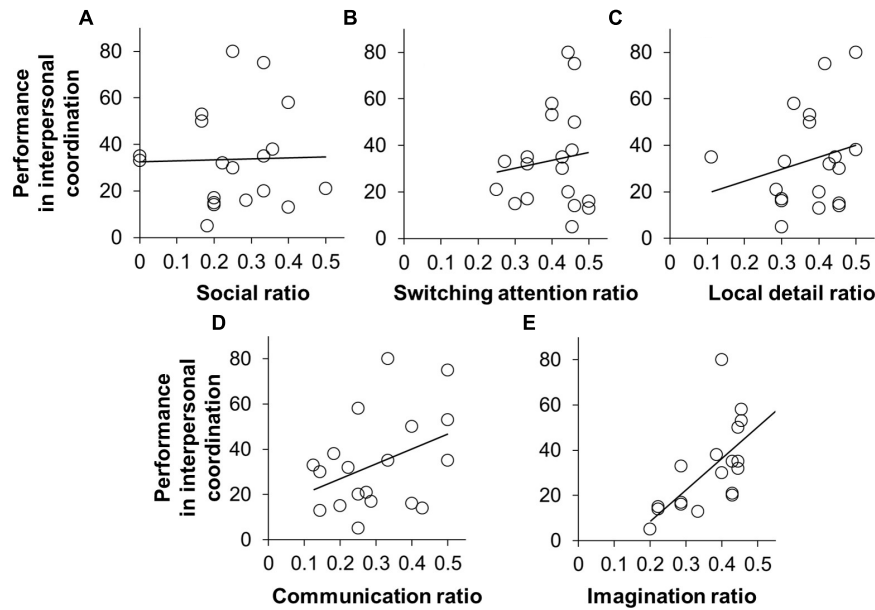 A
B
C
Performance
in interpersonal
coordination
80
60
40
20
0
0 0.1 0.2 0.3 0.4 0.5
Social ratio
80
60
40
20
0
0 0.1 0.2 0.3 0.4 0.5
Switching attention ratio
80
60
40
20
0
0 0.1 0.2 0.3 0.4 0.5
Local detail ratio
D
E
Performance
in interpersonal
coordination
80
60
40
20
0
0 0.1 0.2 0.3 0.4 0.5
Communication ratio
80
60
40
20
0
0 0.1 0.2 0.3 0.4 0.5
Imagination ratio